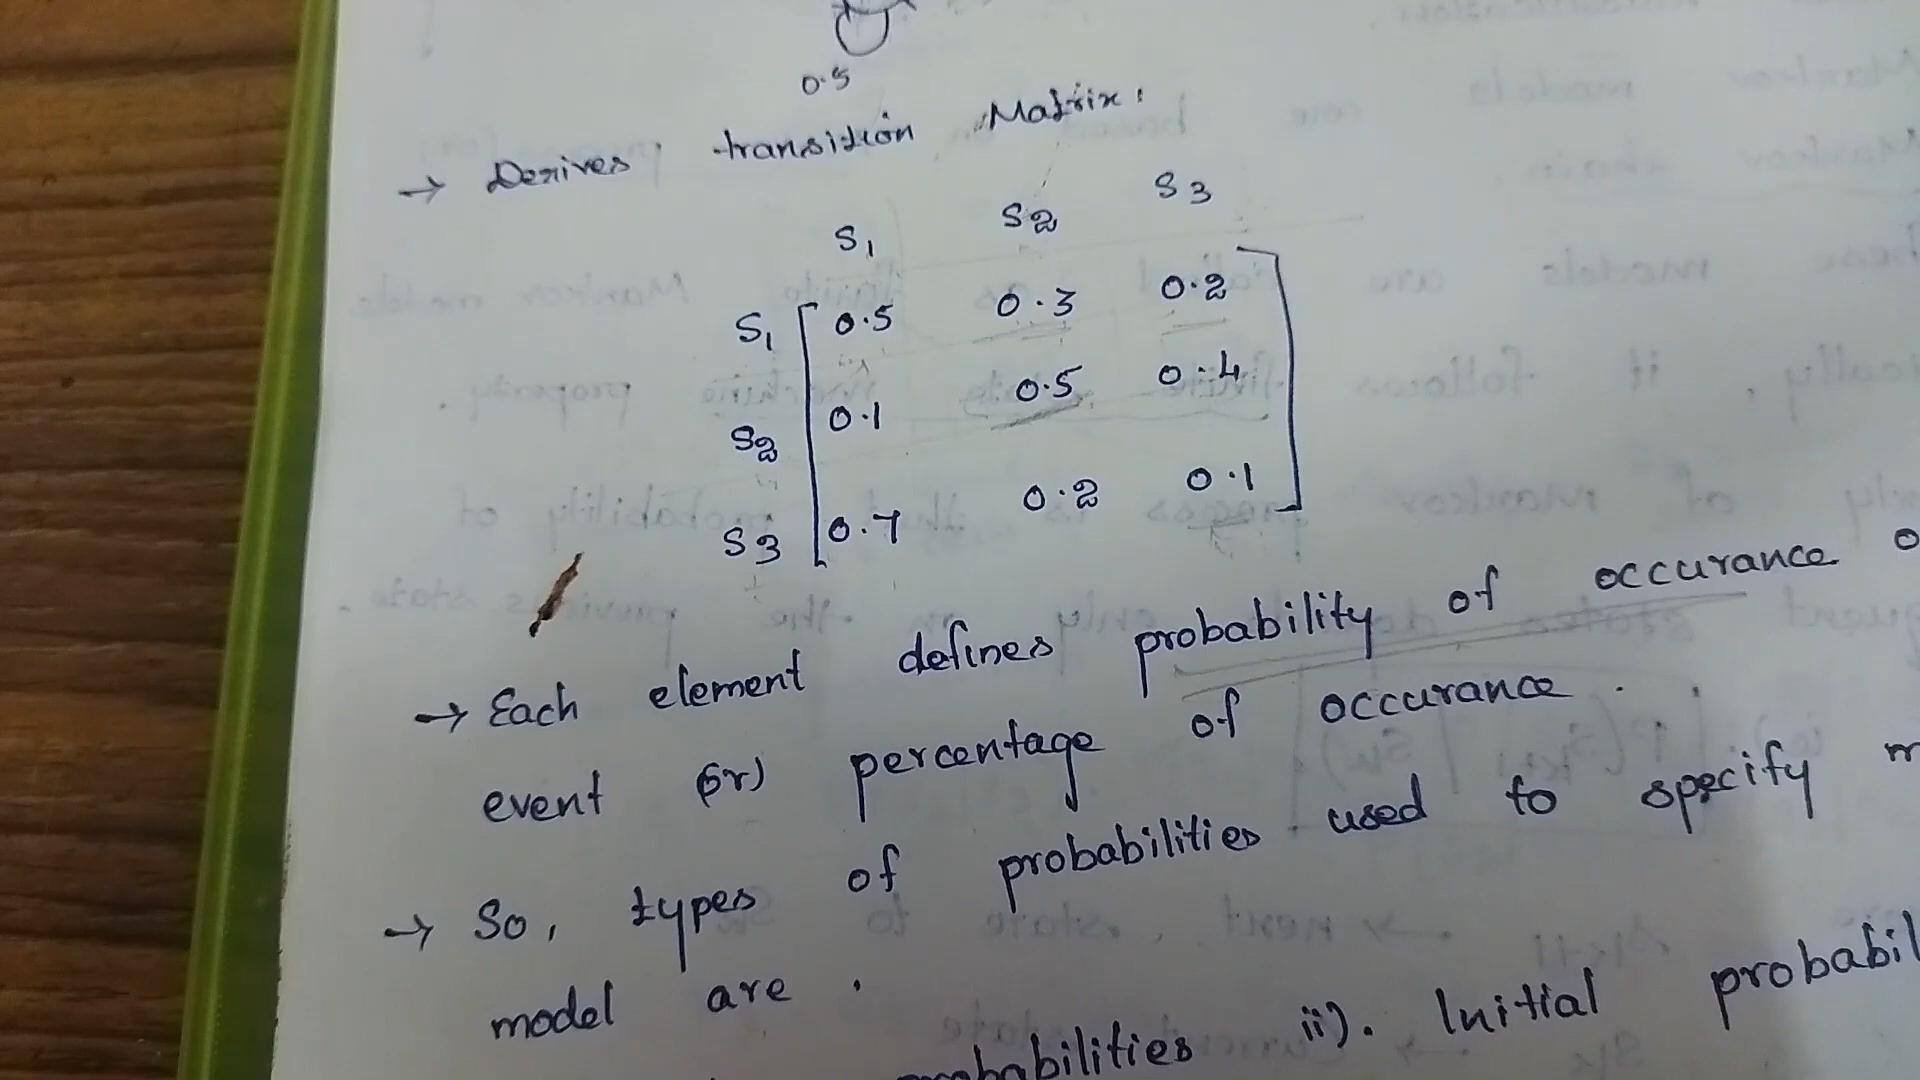 0.5
→ Derives transition Matrix:
S1 S2 S3
S1 0.5 0.3 0.2
S2 0.1 0.5 0.4
S3 0.7 0.2 0.1
→ Each element defines probability of occurance
event (or) percentage of occurance.
→ So, types of probabilities used to specify
model are.
ii). Initial